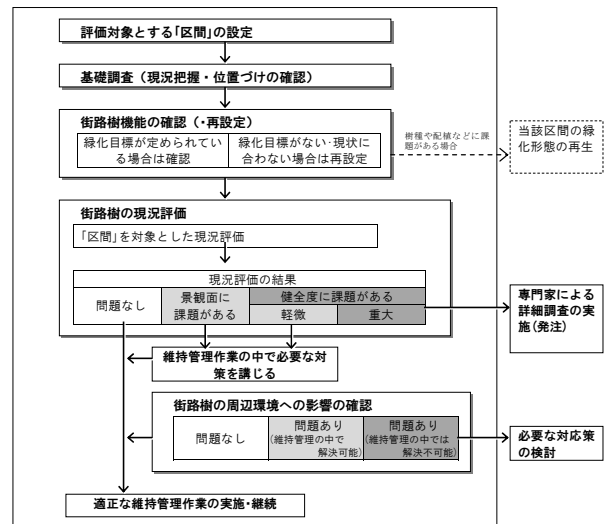 評価対象とする「区間」の設定
基礎調査（現況把握・位置づけの確認）
街路樹機能の確認（・再設定）
緑化目標が定められてい
る場合は確認
緑化目標がない・現状に
合わない場合は再設定
樹種や配植などに課
題がある場合
当該区間の緑
化形態の再生
街路樹の現況評価
「区間」を対象とした現況評価
現況評価の結果
問題なし
景観面に
課題がある
健全度に課題がある
軽微
重大
専門家による
詳細調査の実
施（発注）
維持管理作業の中で必要な対
策を講じる
街路樹の周辺環境への影響の確認
問題なし
問題あり
(維持管理の中で
解決可能)
問題あり
(維持管理の中では
解決不可能)
必要な対応策
の検討
適正な維持管理作業の実施・継続